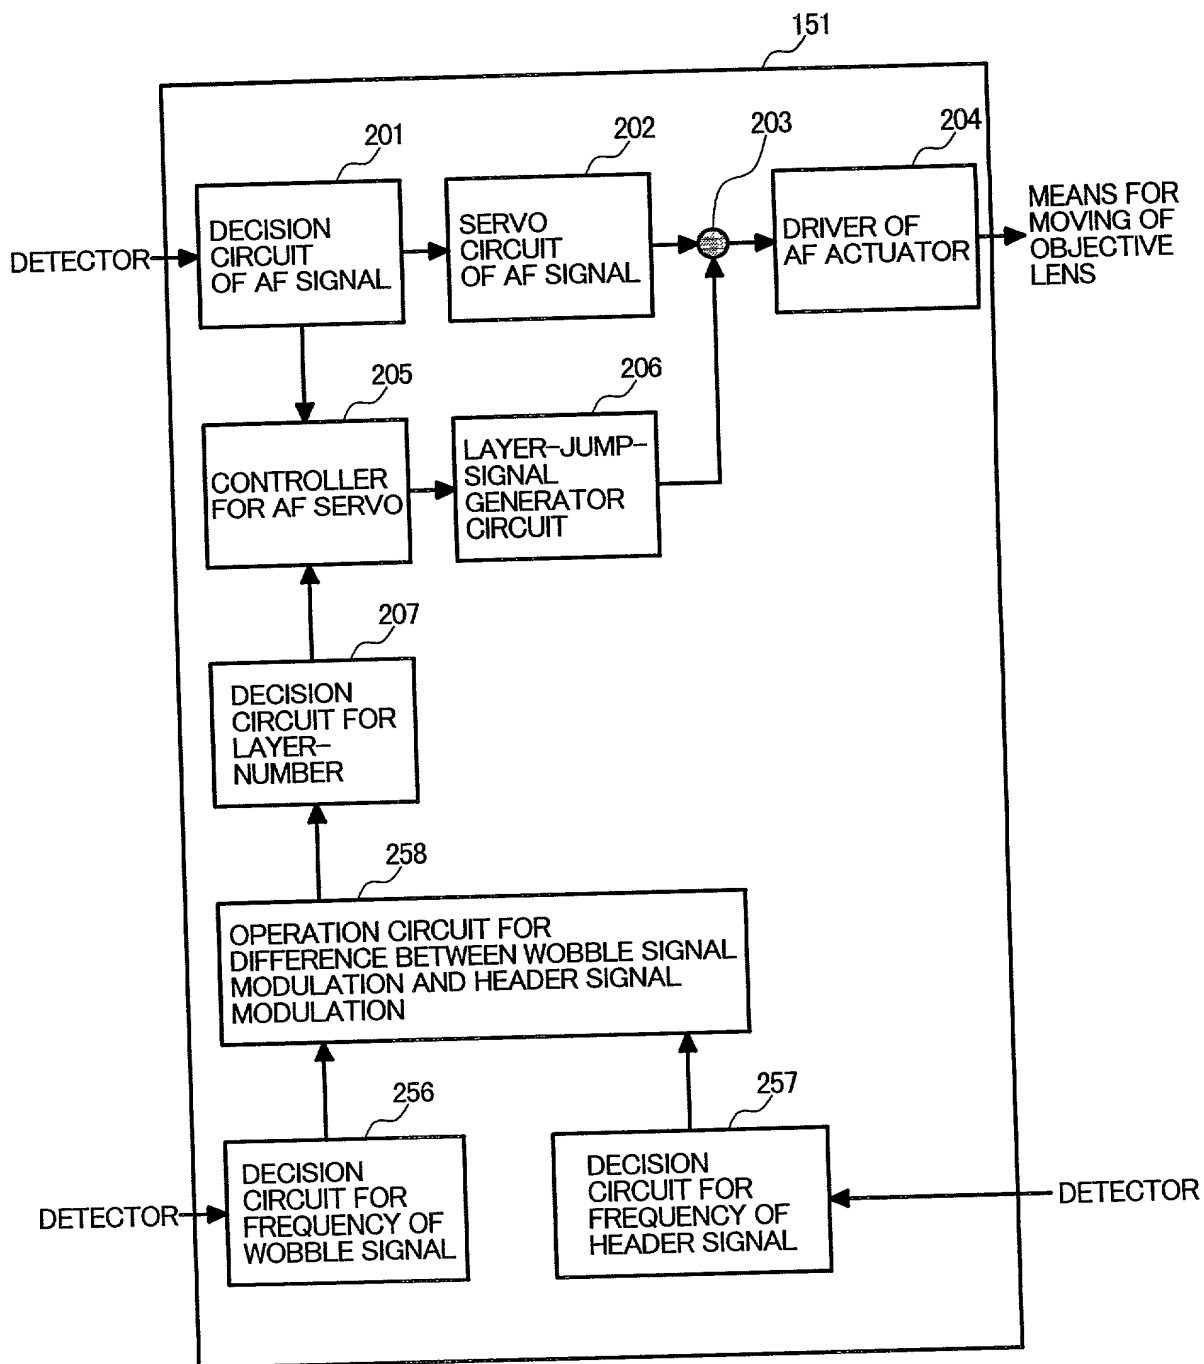 151
201
202
203
204
DETECTOR
DECISION
CIRCUIT
OF AF SIGNAL
SERVO
CIRCUIT
OF AF SIGNAL
DRIVER OF
AF ACTUATOR
MEANS FOR
MOVING OF
OBJECTIVE
LENS
205
206
CONTROLLER
FOR AF SERVO
LAYER-JUMP-
SIGNAL
GENERATOR
CIRCUIT
207
DECISION
CIRCUIT FOR
LAYER-
NUMBER
258
OPERATION CIRCUIT FOR
DIFFERENCE BETWEEN WOBBLE SIGNAL
MODULATION AND HEADER SIGNAL
MODULATION
256
257
DETECTOR
DECISION
CIRCUIT FOR
FREQUENCY OF
WOBBLE SIGNAL
DECISION
CIRCUIT FOR
FREQUENCY OF
HEADER SIGNAL
DETECTOR